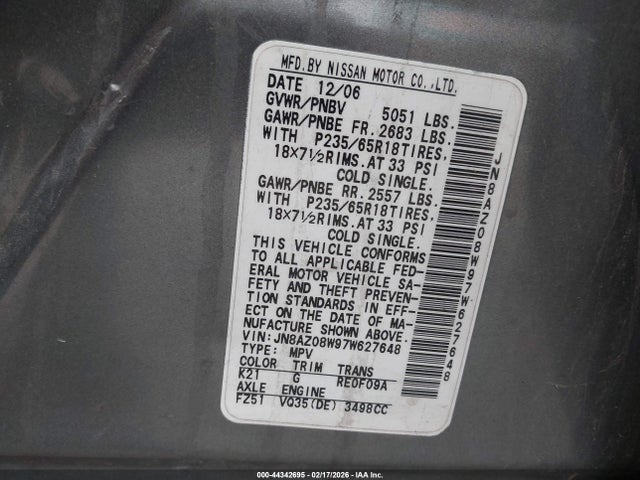 MFD.BY NISSAN MOTOR CO.,LTD.
DATE 12/06
GVWR/PNBV 5051 LBS.
GAWR/PNBE FR.2683 LBS.
WITH P235/65R18TIRES,
18X7½RIMS.AT 33 PSI
COLD SINGLE.
GAWR/PNBE RR.2557 LBS.
WITH P235/65R18TIRES,
18X7½RIMS.AT 33 PSI
COLD SINGLE.
THIS VEHICLE CONFORMS
TO ALL APPLICABLE FED-
ERAL MOTOR VEHICLE SA-
FETY AND THEFT PREVEN-
TION STANDARDS IN EFF-
ECT ON THE DATE OF MA-
NUFACTURE SHOWN ABOVE.
VIN:JN8AZ08W97W627648
TYPE: MPV
COLOR TRIM TRANS
K21 G RE0F09A
AXLE ENGINE
FZ51 VQ35(DE) 3498CC
JN8AZ08W97W627648
000-44342695 - 02/17/2026 - IAA Inc.